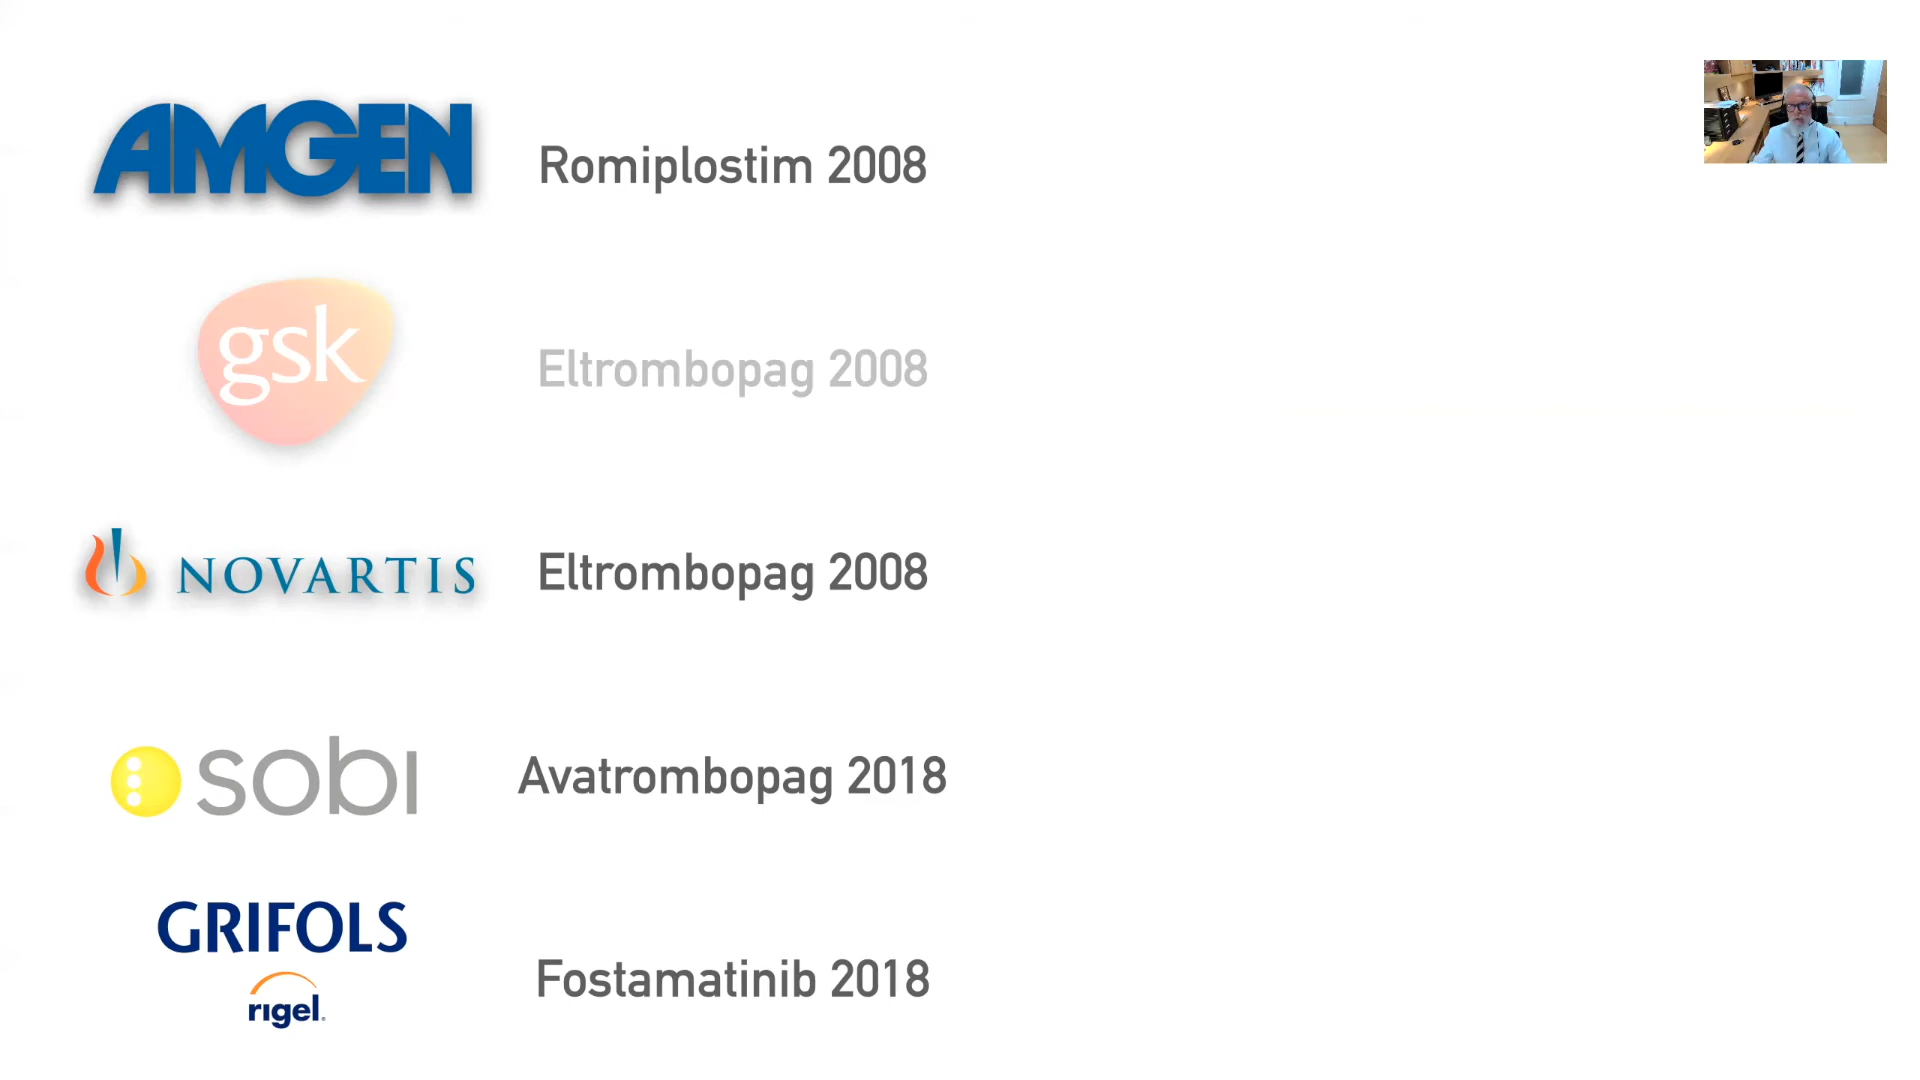 AMGEN
Romiplostim 2008
gsk
Eltrombopag 2008
NOVARTIS
Eltrombopag 2008
sobi
Avatrombopag 2018
GRIFOLS
rigel.
Fostamatinib 2018